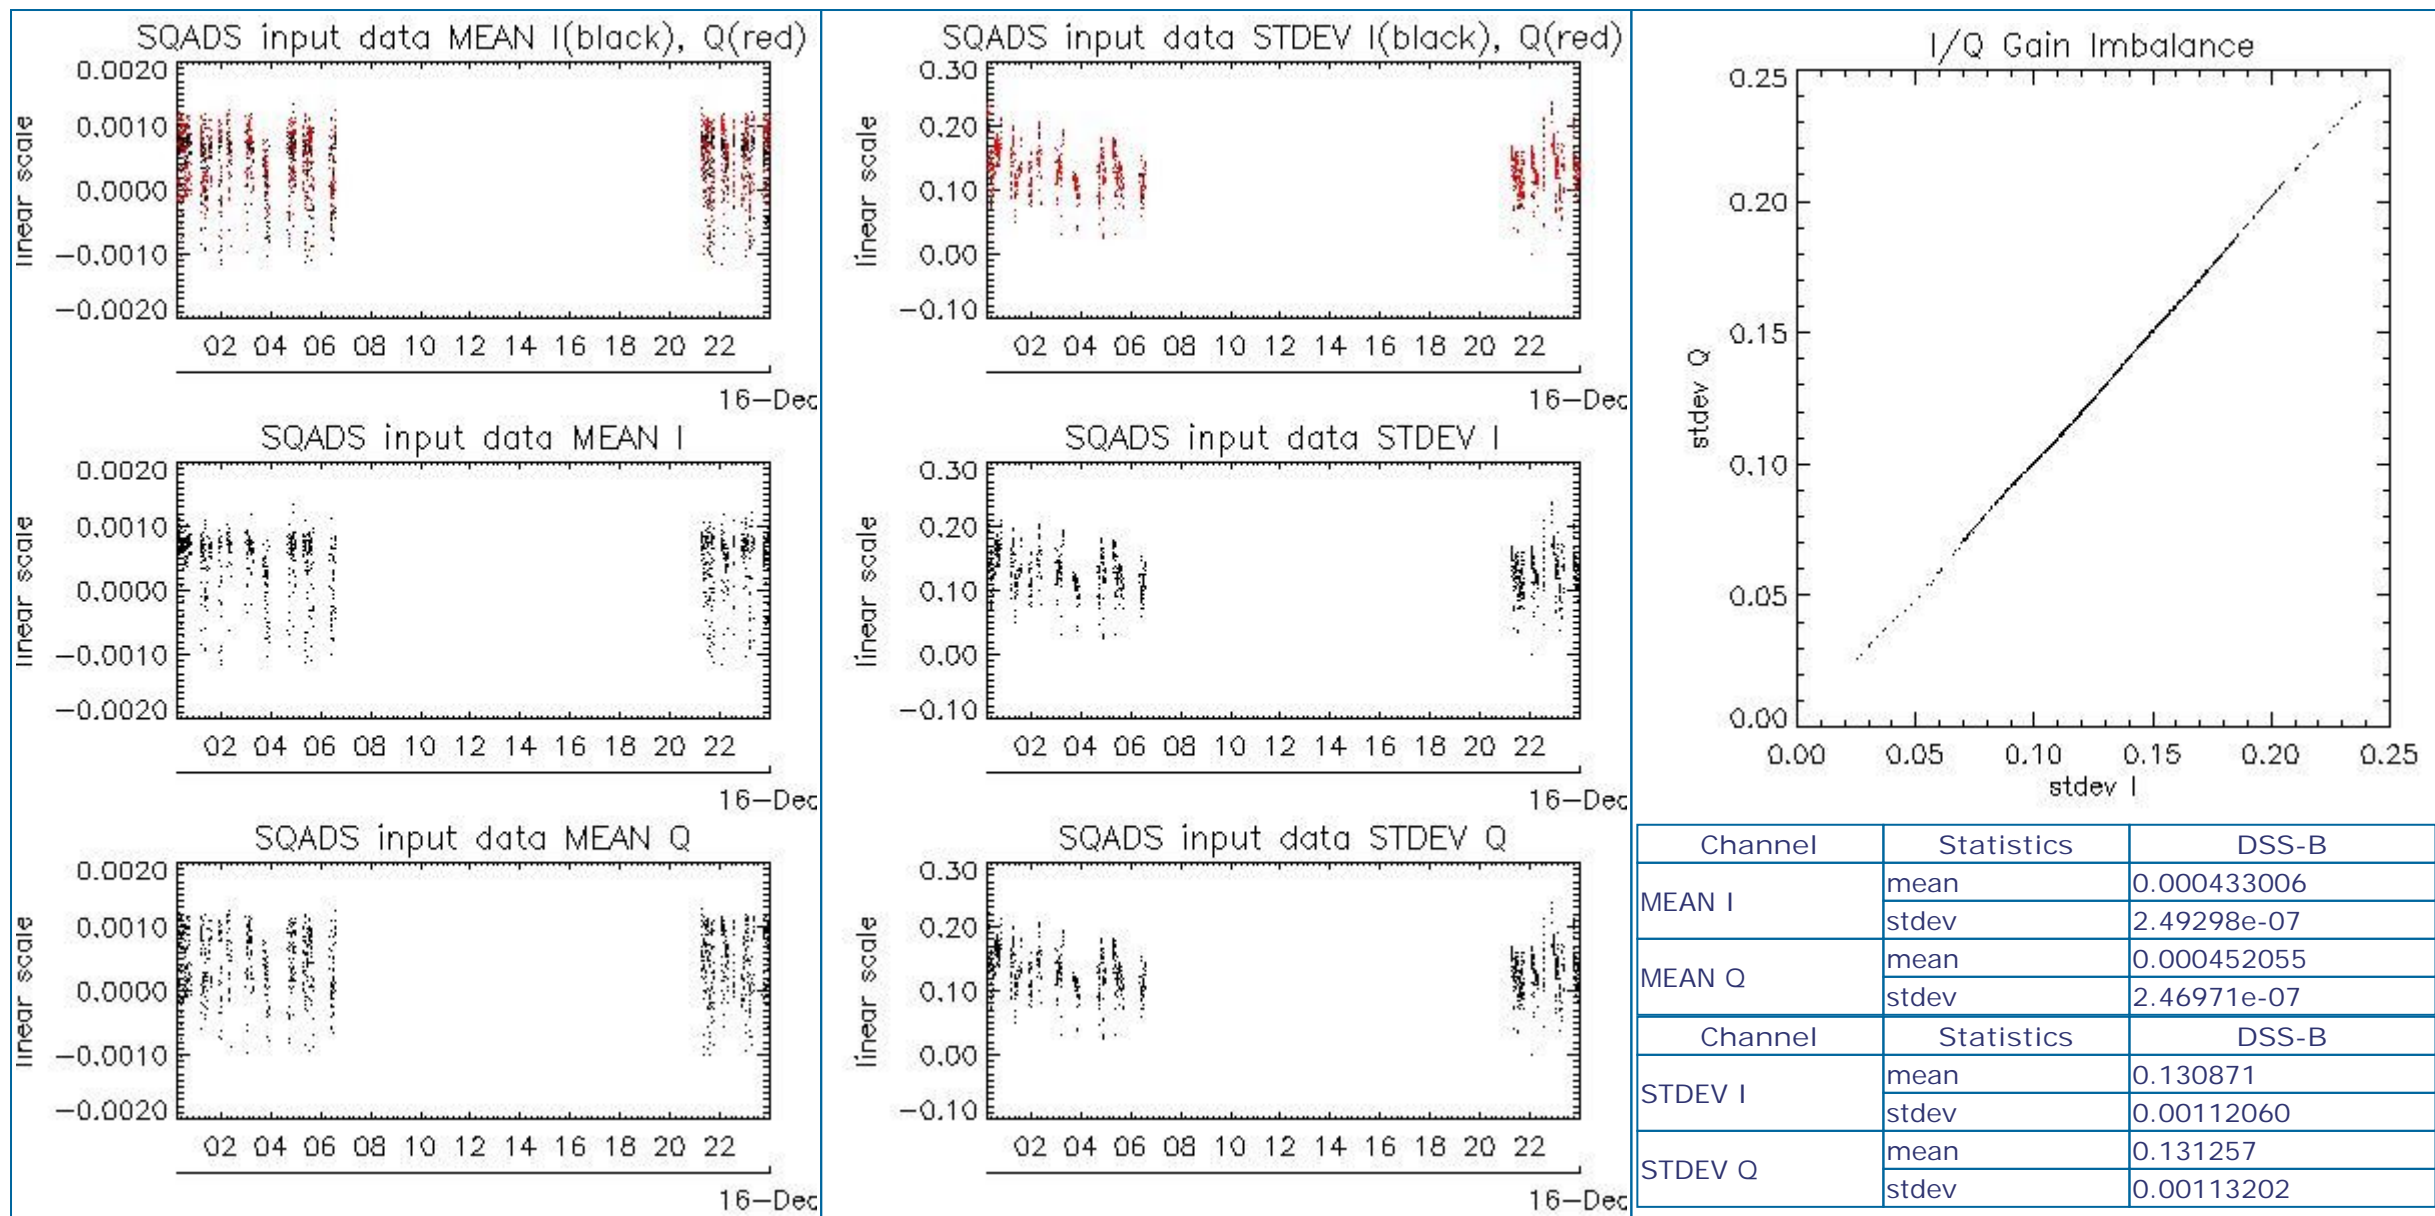 SQADS input data MEAN I(black), Q(red)
0.0020
0.0010
0.0000
−0.0010
−0.0020
linear scale
02 04 06 08 10 12 14 16 18 20 22
16−Dec
SQADS input data MEAN I
0.0020
0.0010
0.0000
−0.0010
−0.0020
linear scale
02 04 06 08 10 12 14 16 18 20 22
16−Dec
SQADS input data MEAN Q
0.0020
0.0010
0.0000
−0.0010
−0.0020
linear scale
02 04 06 08 10 12 14 16 18 20 22
16−Dec
SQADS input data STDEV I(black), Q(red)
0.30
0.20
0.10
0.00
−0.10
linear scale
02 04 06 08 10 12 14 16 18 20 22
16−Dec
SQADS input data STDEV I
0.30
0.20
0.10
0.00
−0.10
linear scale
02 04 06 08 10 12 14 16 18 20 22
16−Dec
SQADS input data STDEV Q
0.30
0.20
0.10
0.00
−0.10
linear scale
02 04 06 08 10 12 14 16 18 20 22
16−Dec
I/Q Gain Imbalance
0.25
0.20
0.15
0.10
0.05
0.00
stdev Q
0.00 0.05 0.10 0.15 0.20 0.25
stdev I
Channel Statistics DSS-B
MEAN I mean 0.000433006
stdev 2.49298e-07
MEAN Q mean 0.000452055
stdev 2.46971e-07
Channel Statistics DSS-B
STDEV I mean 0.130871
stdev 0.00112060
STDEV Q mean 0.131257
stdev 0.00113202